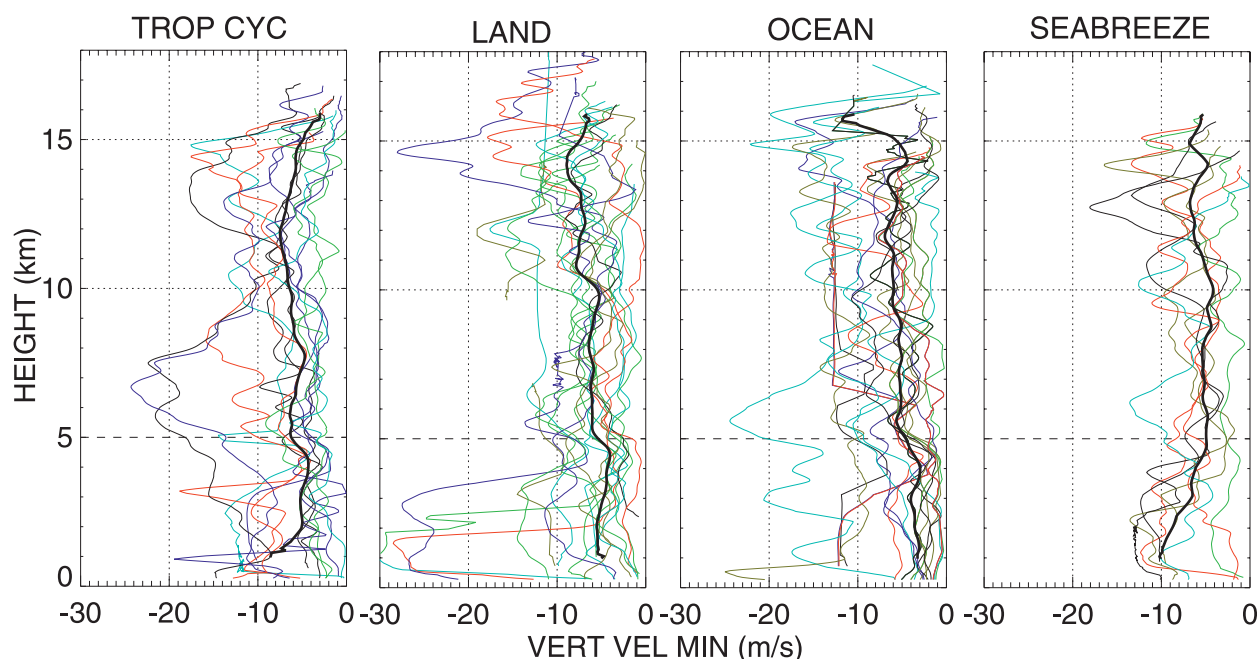 TROP CYC LAND OCEAN SEABREEZE
HEIGHT (km)
15
10
5
0
-30 -20 -10 0 -30 -20 -10 0 -30 -20 -10 0 -30 -20 -10 0
VERT VEL MIN (m/s)